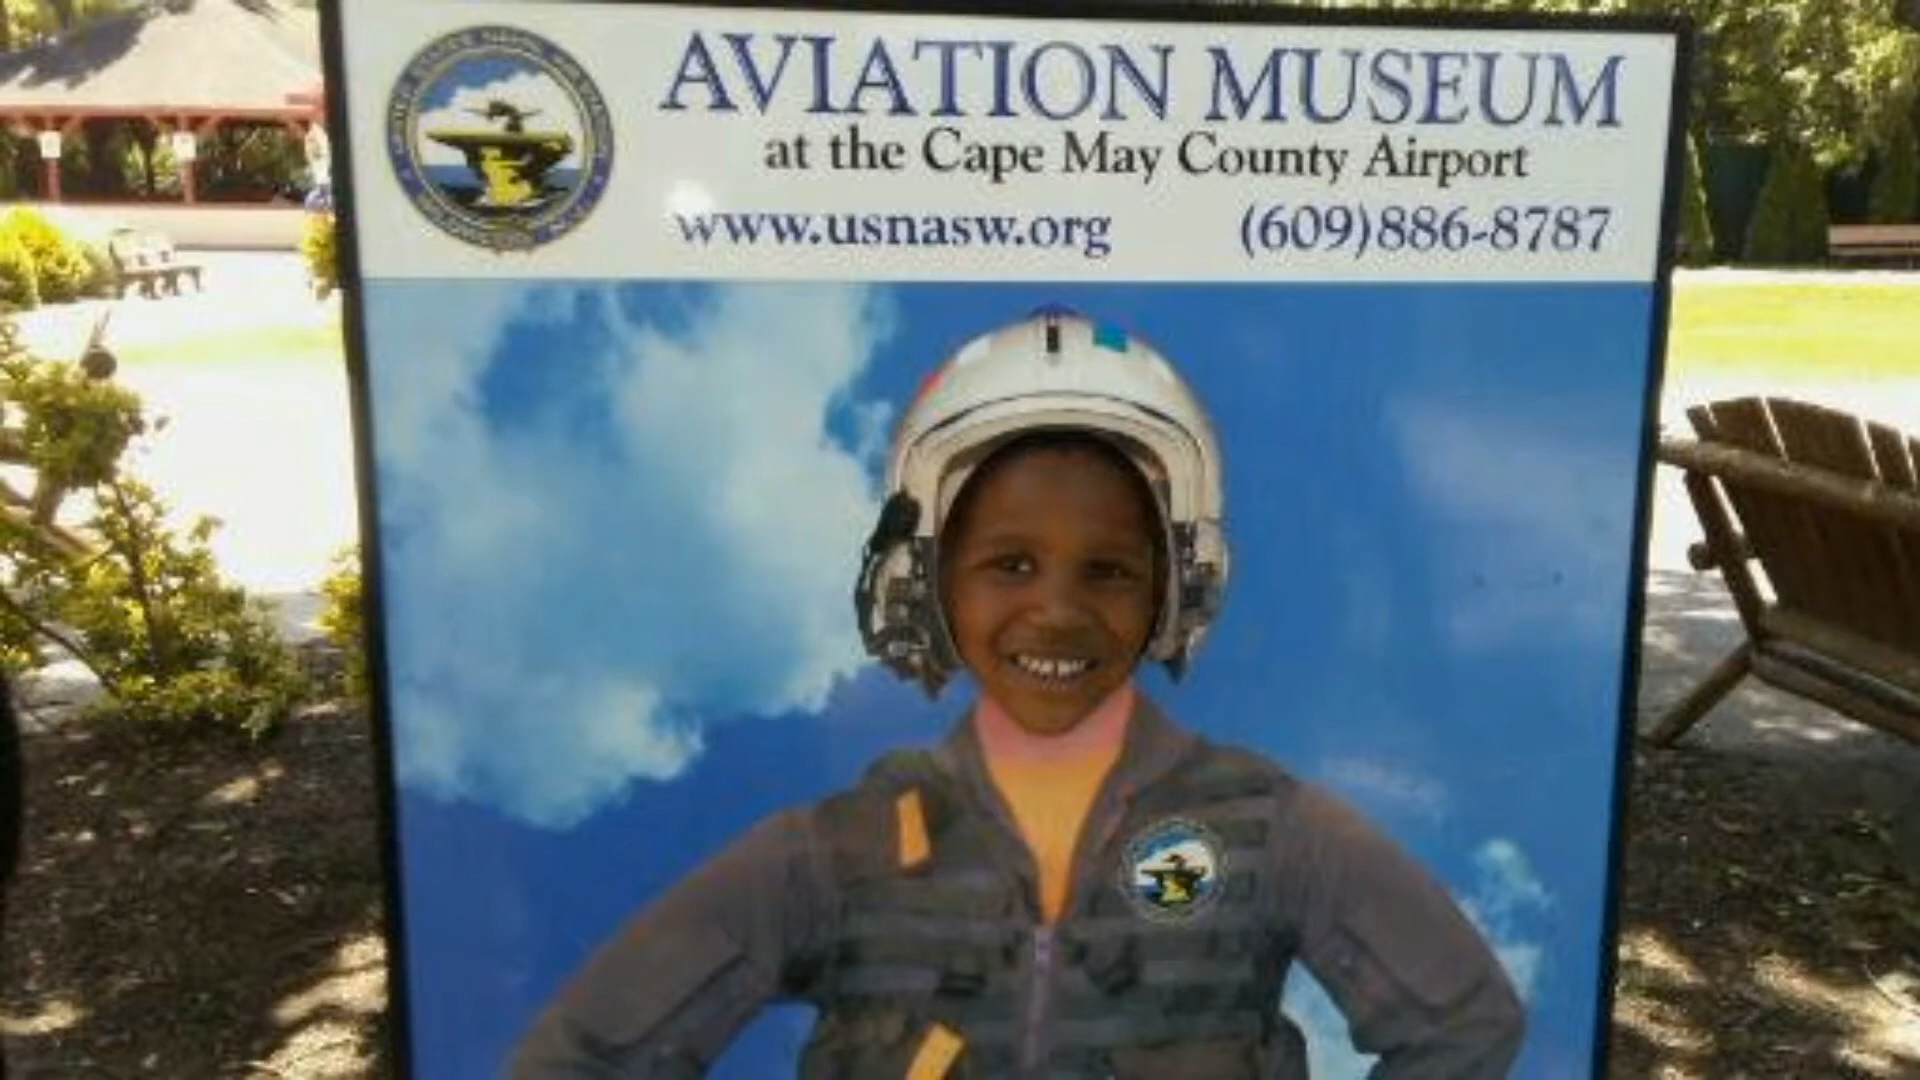 AVIATION MUSEUM
at the Cape May County Airport
www.usnasw.org (609)886-8787